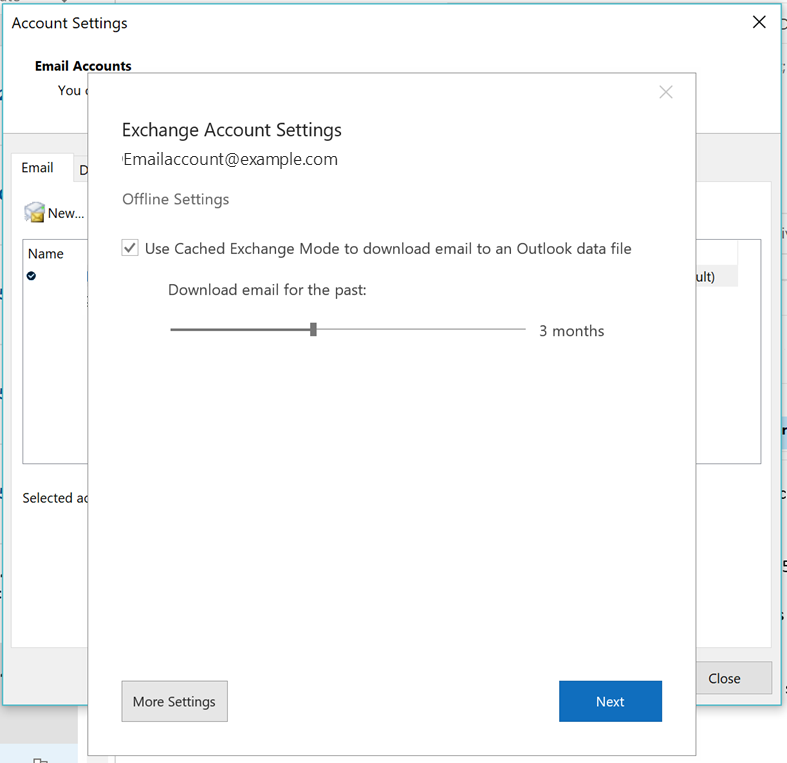 Account Settings
Email Accounts
You
Exchange Account Settings
Emailaccount@example.com
Offline Settings
Email
D
New...
Name
ult)
Use Cached Exchange Mode to download email to an Outlook data file
Download email for the past:
3 months
Selected ac
More Settings
Next
Close